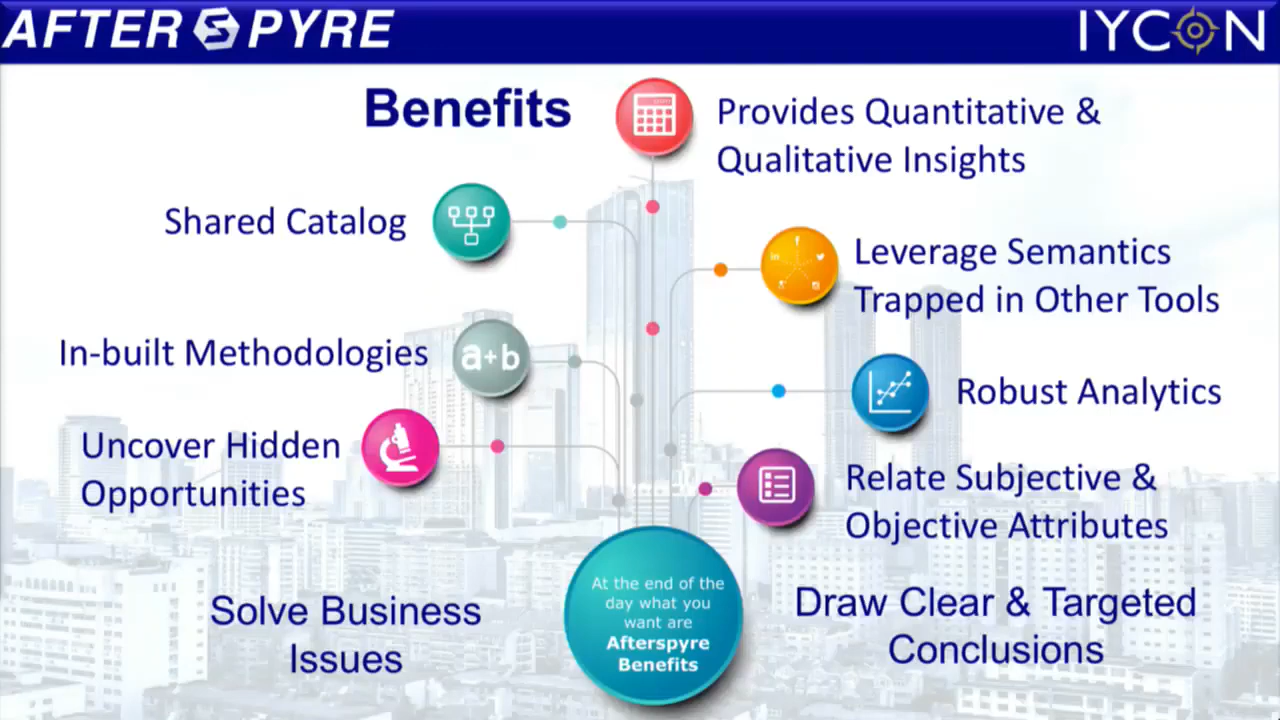 AFTER SPYRE
IYCON
Benefits
Provides Quantitative &
Qualitative Insights
Shared Catalog
Leverage Semantics
Trapped in Other Tools
In-built Methodologies
a+b
Robust Analytics
Uncover Hidden
Opportunities
Relate Subjective &
Objective Attributes
At the end of the
day what you
want are
Afterspyre
Benefits
Solve Business
Issues
Draw Clear & Targeted
Conclusions